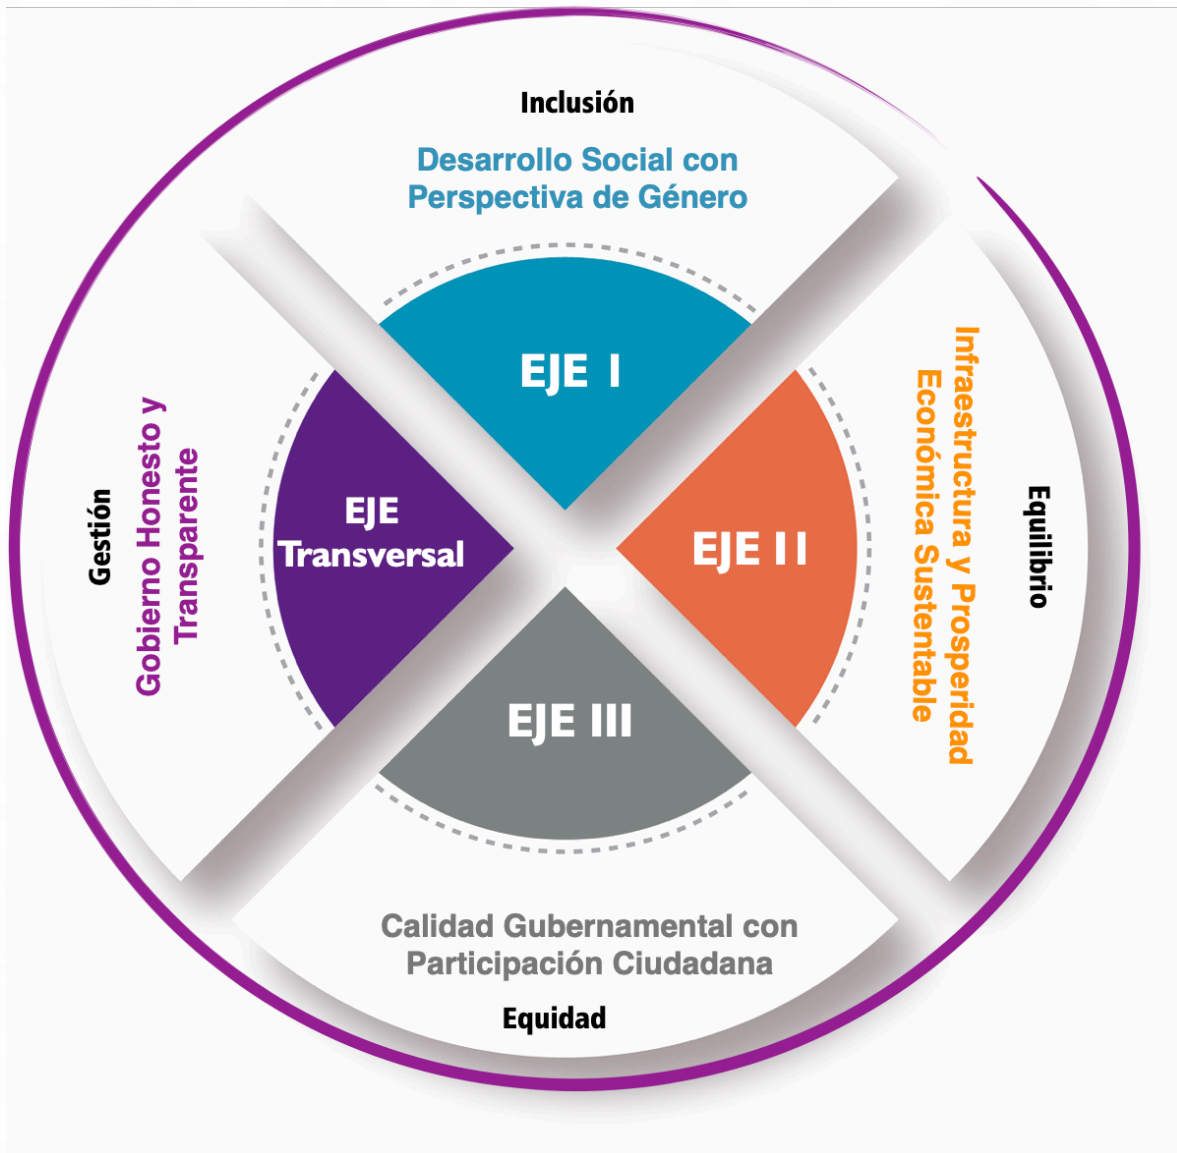 Inclusión
Desarrollo Social con
Perspectiva de Género
EJE I
Gestión
Gobierno Honesto y
Transparente
EJE
Transversal
EJE II
Infraestructura y Prosperidad
Económica Sustentable
Equilibrio
EJE III
Calidad Gubernamental con
Participación Ciudadana
Equidad